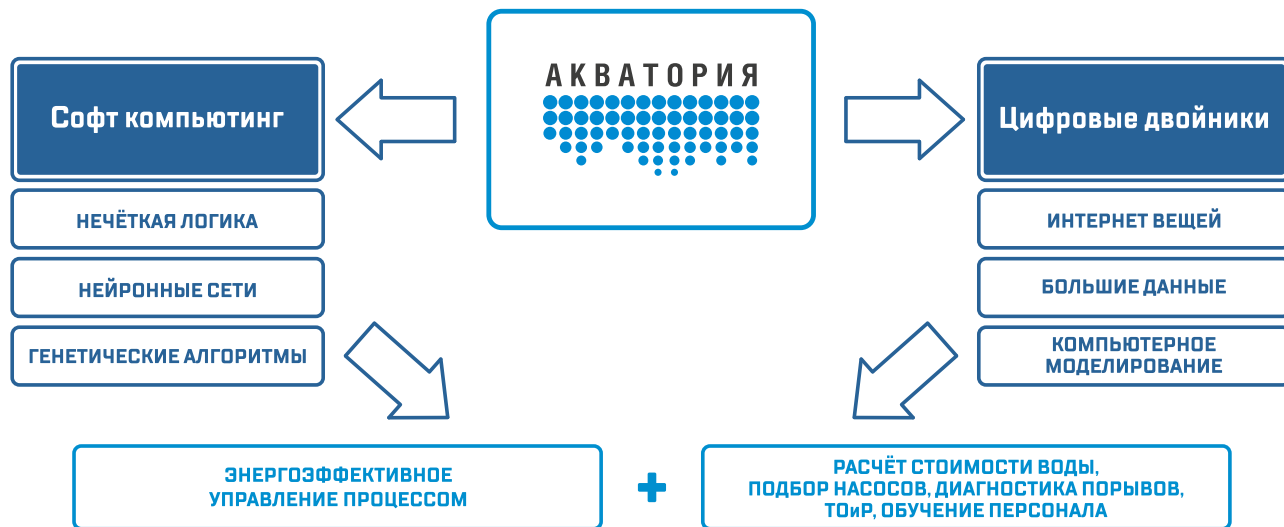 АКВАТОРИЯ
Софт компьютинг
НЕЧЁТКАЯ ЛОГИКА
НЕЙРОННЫЕ СЕТИ
ГЕНЕТИЧЕСКИЕ АЛГОРИТМЫ
Цифровые двойники
ИНТЕРНЕТ ВЕЩЕЙ
БОЛЬШИЕ ДАННЫЕ
КОМПЬЮТЕРНОЕ
МОДЕЛИРОВАНИЕ
ЭНЕРГОЭФФЕКТИВНОЕ
УПРАВЛЕНИЕ ПРОЦЕССОМ
+
РАСЧЁТ СТОИМОСТИ ВОДЫ,
ПОДБОР НАСОСОВ, ДИАГНОСТИКА ПОРЫВОВ,
ТОиР, ОБУЧЕНИЕ ПЕРСОНАЛА